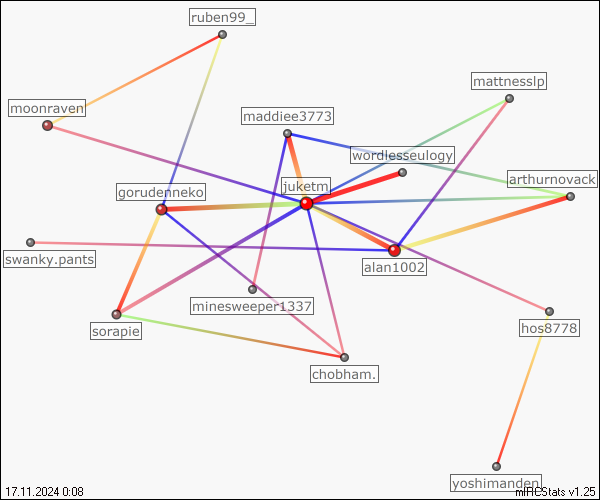 ruben99_
mattnesslp
moonraven
maddiee3773
wordlesseulogy
arthurnovack
juketm
gorudenneko
swanky.pants
alan1002
minesweeper1337
sorapie
hos8778
chobham.
yoshimanden
17.11.2024 0:08
mIRCStats v1.25